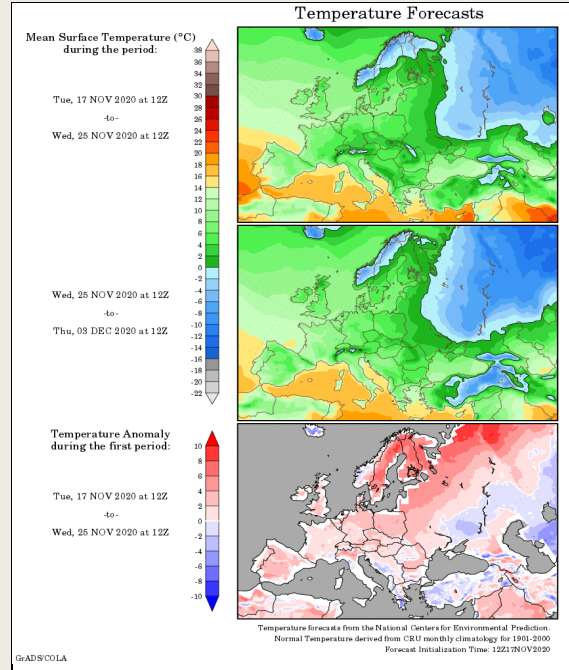 Temperature Forecasts
Mean Surface Temperature (°C)
during the period:
Tue, 17 NOV 2020 at 12Z
-to-
Wed, 25 NOV 2020 at 12Z
38
36
34
32
30
28
26
24
22
20
18
16
14
12
10
8
6
4
2
0
-2
-4
-6
-8
-10
-12
-14
-16
-18
-20
-22
Wed, 25 NOV 2020 at 12Z
-to-
Thu, 03 DEC 2020 at 12Z
Temperature Anomaly
during the first period:
Tue, 17 NOV 2020 at 12Z
-to-
Wed, 25 NOV 2020 at 12Z
10
8
6
4
2
0
-2
-4
-6
-8
-10
Temperature forecasts from the National Centers for Environmental Prediction.
Normal Temperature derived from CRU monthly climatology for 1901-2000
Forecast Initialization Time: 12Z17NOV2020
GrADS/COLA